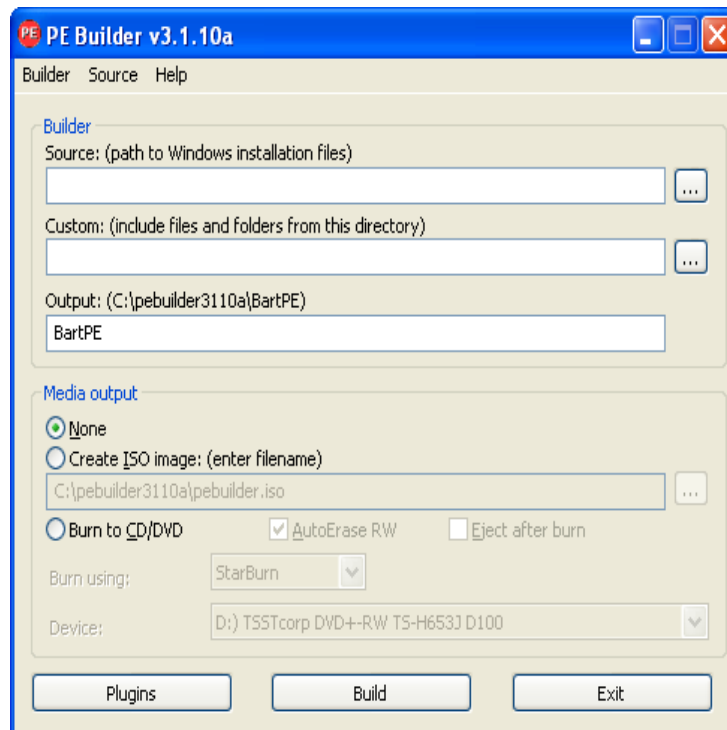 PE PE Builder v3.1.10a
Builder Source Help
Builder
Source: (path to Windows installation files)
...
Custom: (include files and folders from this directory)
...
Output: (C:\pebuilder3110a\BartPE)
BartPE
Media output
None
Create ISO image: (enter filename)
C:\pebuilder3110a\pebuilder.iso
...
Burn to CD/DVD AutoErase RW Eject after burn
Burn using: StarBurn
Device: D:) TSSTcorp DVD+-RW TS-H653J D100
Plugins Build Exit